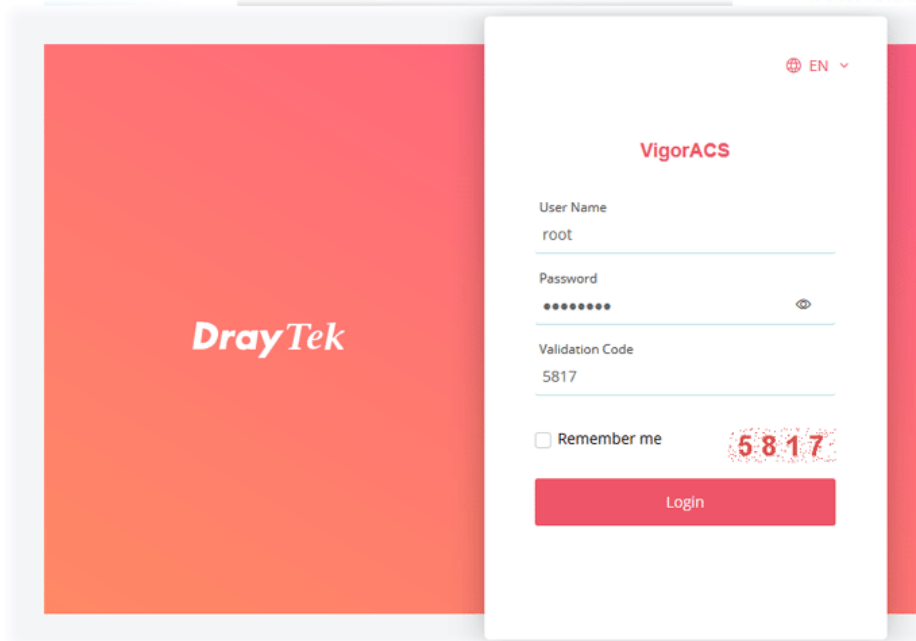 EN
VigorACS
User Name
root
Password
••••••••
Validation Code
5817
DrayTek
Remember me
5817
Login